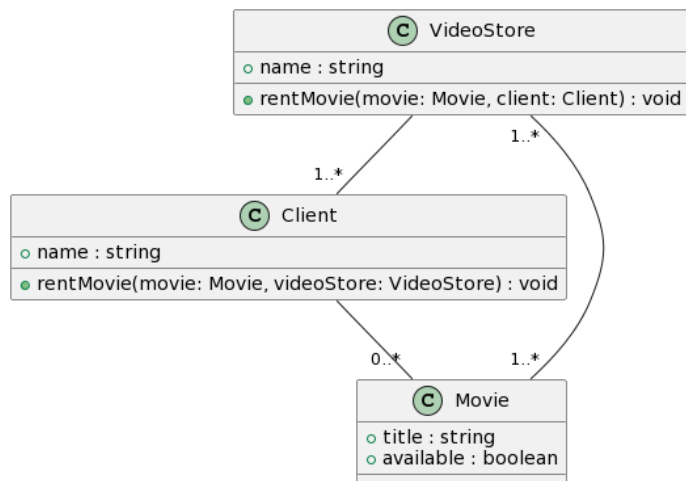 C VideoStore
name : string
rentMovie(movie: Movie, client: Client) : void
1..*
1..*
C Client
name : string
rentMovie(movie: Movie, videoStore: VideoStore) : void
0..*
1..*
C Movie
title : string
available : boolean